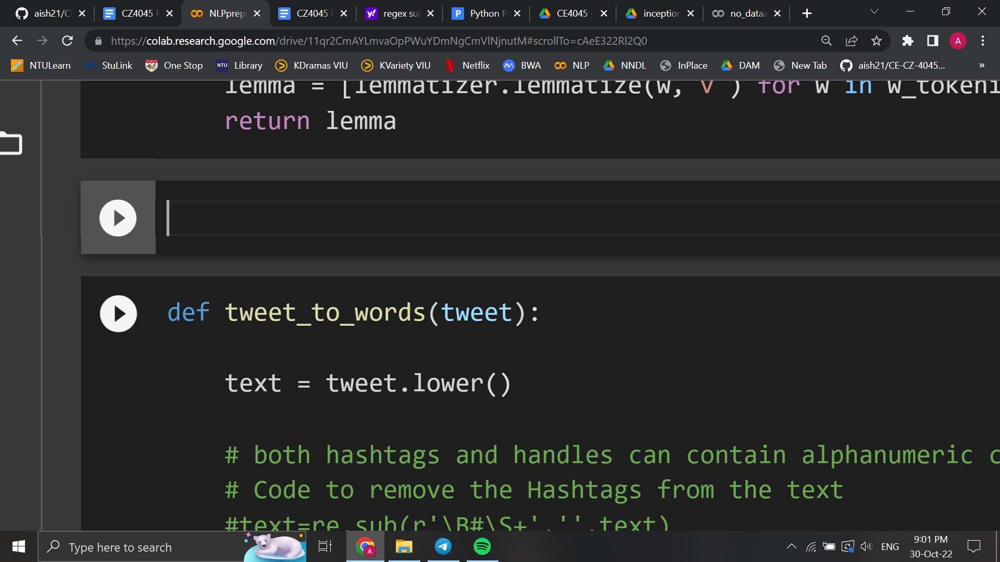 aish21/CE CZ4045 F NLPprep CZ4045 F regex su Python R CE4045 - inception no_dataa
https://colab.research.google.com/drive/11qr2CmAYLmvaOpPWuYDmNgCmVlNjnutM#scrollTo=cAeE322Rl2Q0
NTULearn StuLink One Stop NTU Library KDramas VIU KVariety VIU Netflix BWA NLP NNDL InPlace DAM New Tab aish21/CE-CZ-4045... »
lemma = [lemmatizer.lemmatize(w,'v') for w in w_tokeni
return lemma
def tweet_to_words(tweet):
text = tweet.lower()
# both hashtags and handles can contain alphanumeric c
# Code to remove the Hashtags from the text
#text=re.sub(r'\B#\S+','',text)
Type here to search
ENG
9:01 PM
30-Oct-22